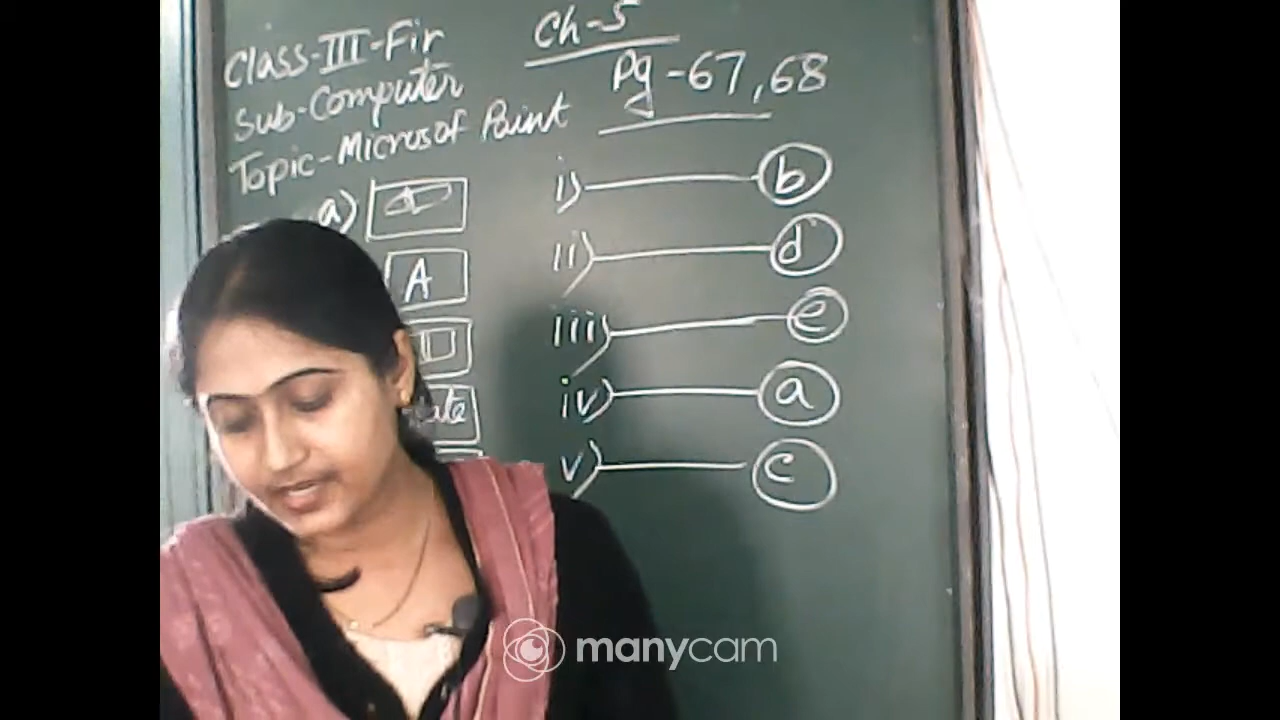 Class-III-Fir
Sub-Computer
Topic-Microsof Paint
Ch-5
Pg-67,68
a)
A
i) b
ii) d
iii) e
iv) a
v) c
manycam